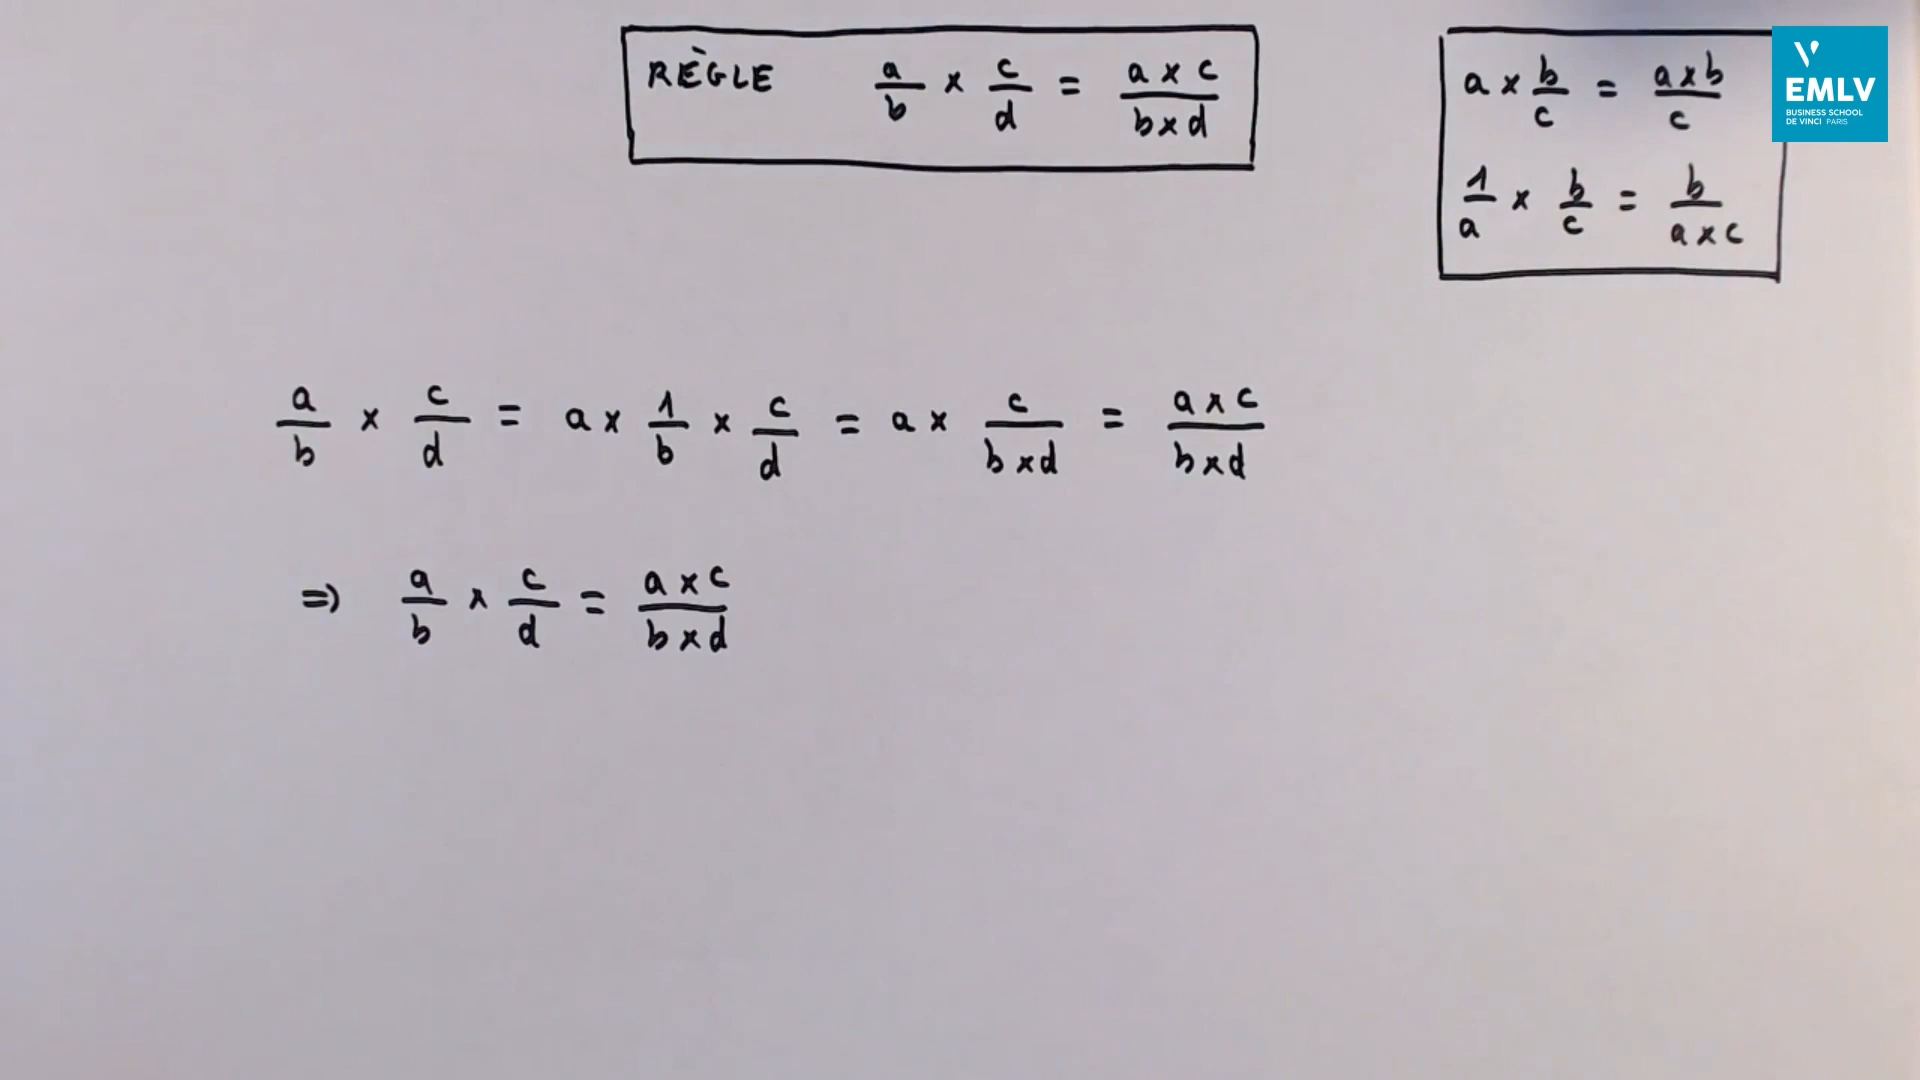 RÈGLE a/b × c/d = a×c/b×d
a × b/c = a×b/c
1/a × b/c = b/a×c
EMLV
BUSINESS SCHOOL
DE VINCI PARIS
a/b × c/d = a × 1/b × c/d = a × c/b×d = a×c/b×d
⇒ a/b × c/d = a×c/b×d